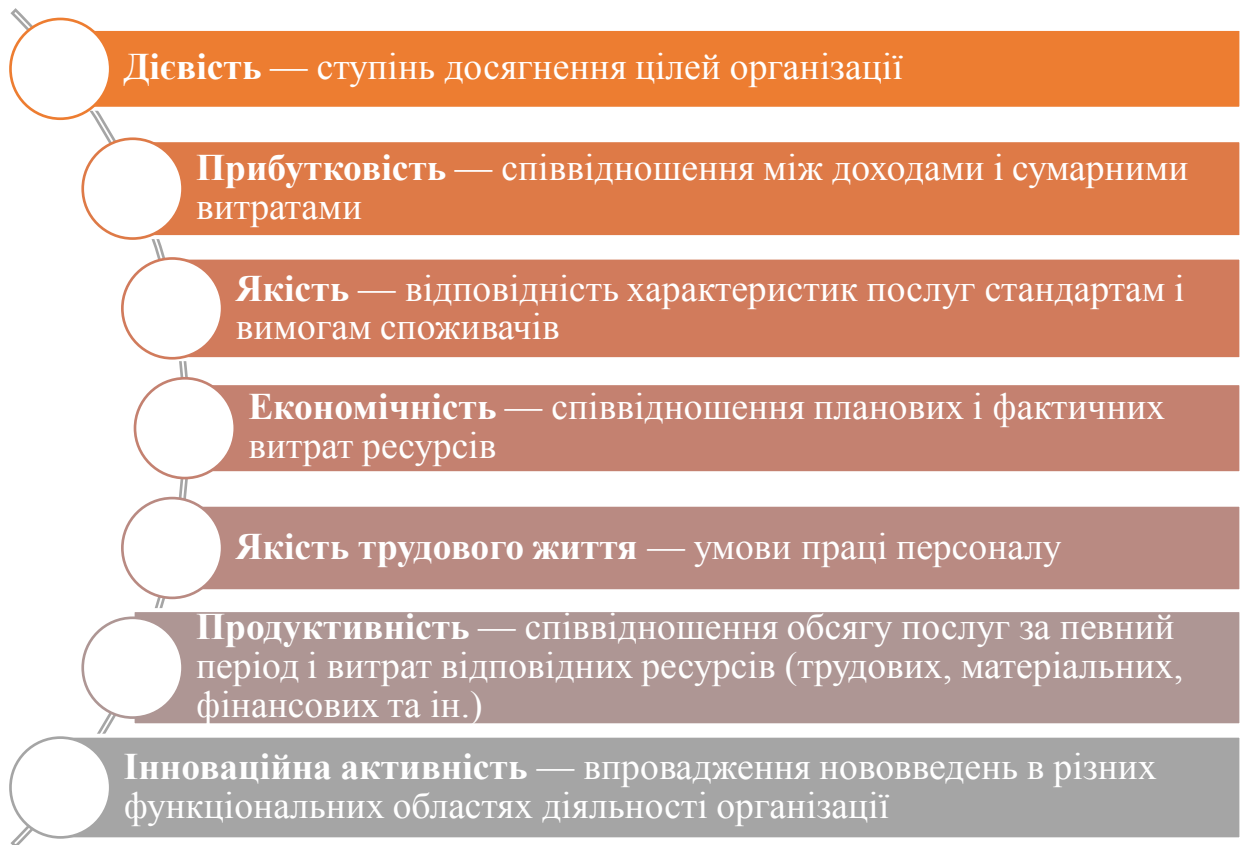 Дієвість — ступінь досягнення цілей організації
Прибутковість — співвідношення між доходами і сумарними
витратами
Якість — відповідність характеристик послуг стандартам і
вимогам споживачів
Економічність — співвідношення планових і фактичних
витрат ресурсів
Якість трудового життя — умови праці персоналу
Продуктивність — співвідношення обсягу послуг за певний
період і витрат відповідних ресурсів (трудових, матеріальних,
фінансових та ін.)
Інноваційна активність — впровадження нововведень в різних
функціональних областях діяльності організації